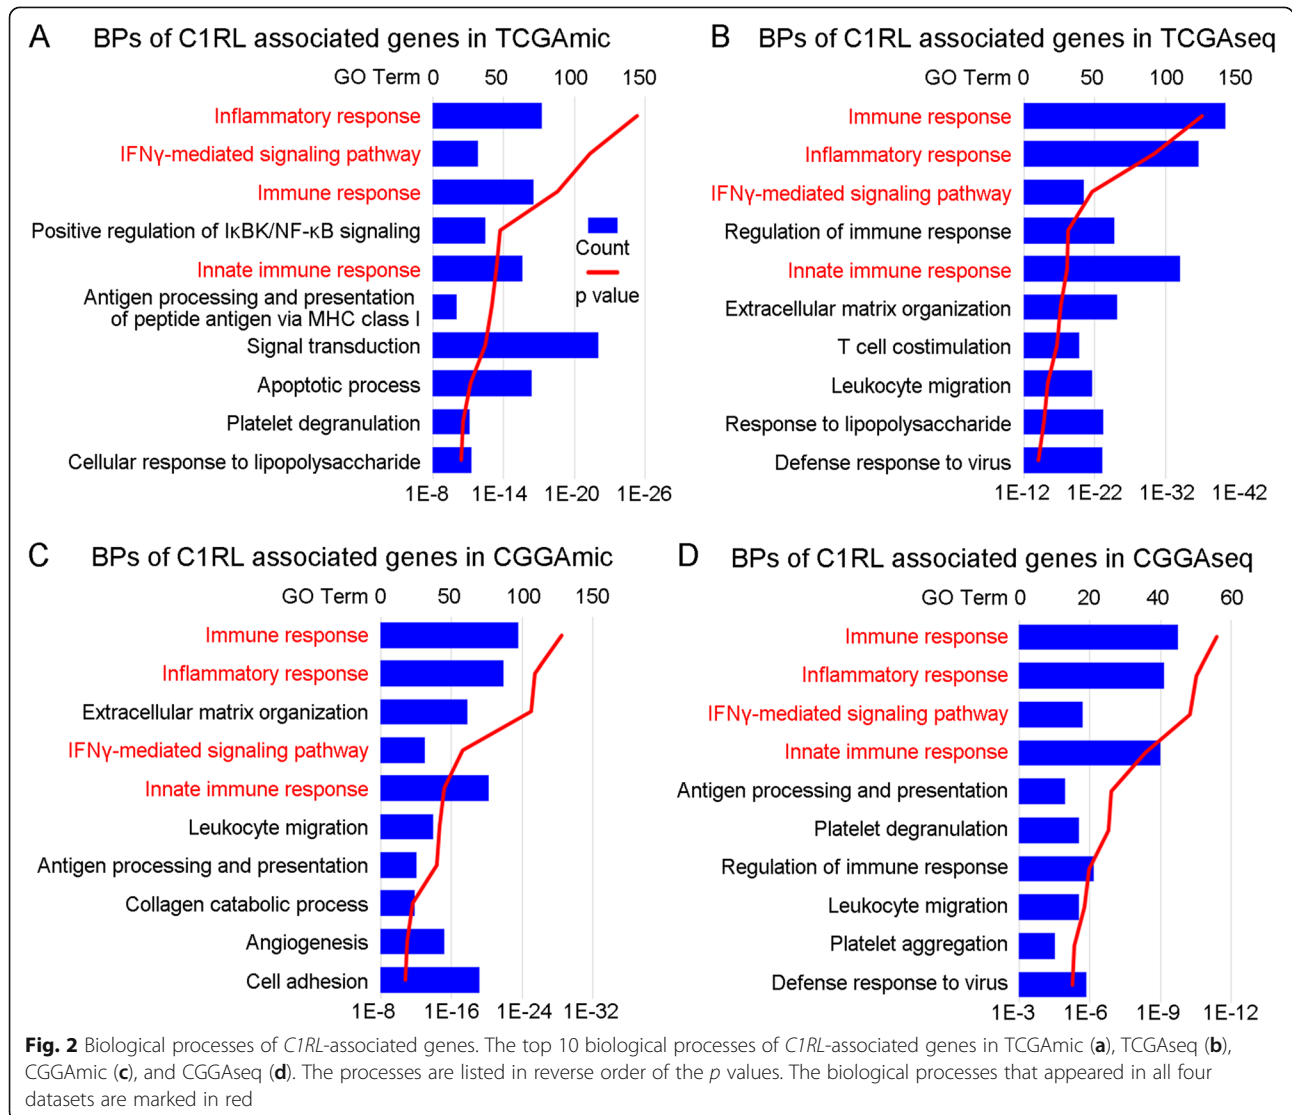 A BPs of C1RL associated genes in TCGAmic
GO Term 0 50 100 150
Inflammatory response
IFNγ-mediated signaling pathway
Immune response
Positive regulation of IκBK/NF-κB signaling
Innate immune response
Antigen processing and presentation
of peptide antigen via MHC class I
Signal transduction
Apoptotic process
Platelet degranulation
Cellular response to lipopolysaccharide
Count
p value
1E-8 1E-14 1E-20 1E-26
B BPs of C1RL associated genes in TCGAseq
GO Term 0 50 100 150
Immune response
Inflammatory response
IFNγ-mediated signaling pathway
Regulation of immune response
Innate immune response
Extracellular matrix organization
T cell costimulation
Leukocyte migration
Response to lipopolysaccharide
Defense response to virus
1E-12 1E-22 1E-32 1E-42
C BPs of C1RL associated genes in CGGAmic
GO Term 0 50 100 150
Immune response
Inflammatory response
Extracellular matrix organization
IFNγ-mediated signaling pathway
Innate immune response
Leukocyte migration
Antigen processing and presentation
Collagen catabolic process
Angiogenesis
Cell adhesion
1E-8 1E-16 1E-24 1E-32
D BPs of C1RL associated genes in CGGAseq
GO Term 0 20 40 60
Immune response
Inflammatory response
IFNγ-mediated signaling pathway
Innate immune response
Antigen processing and presentation
Platelet degranulation
Regulation of immune response
Leukocyte migration
Platelet aggregation
Defense response to virus
1E-3 1E-6 1E-9 1E-12
Fig. 2 Biological processes of C1RL-associated genes. The top 10 biological processes of C1RL-associated genes in TCGAmic (a), TCGAseq (b),
CGGAmic (c), and CGGAseq (d). The processes are listed in reverse order of the p values. The biological processes that appeared in all four
datasets are marked in red